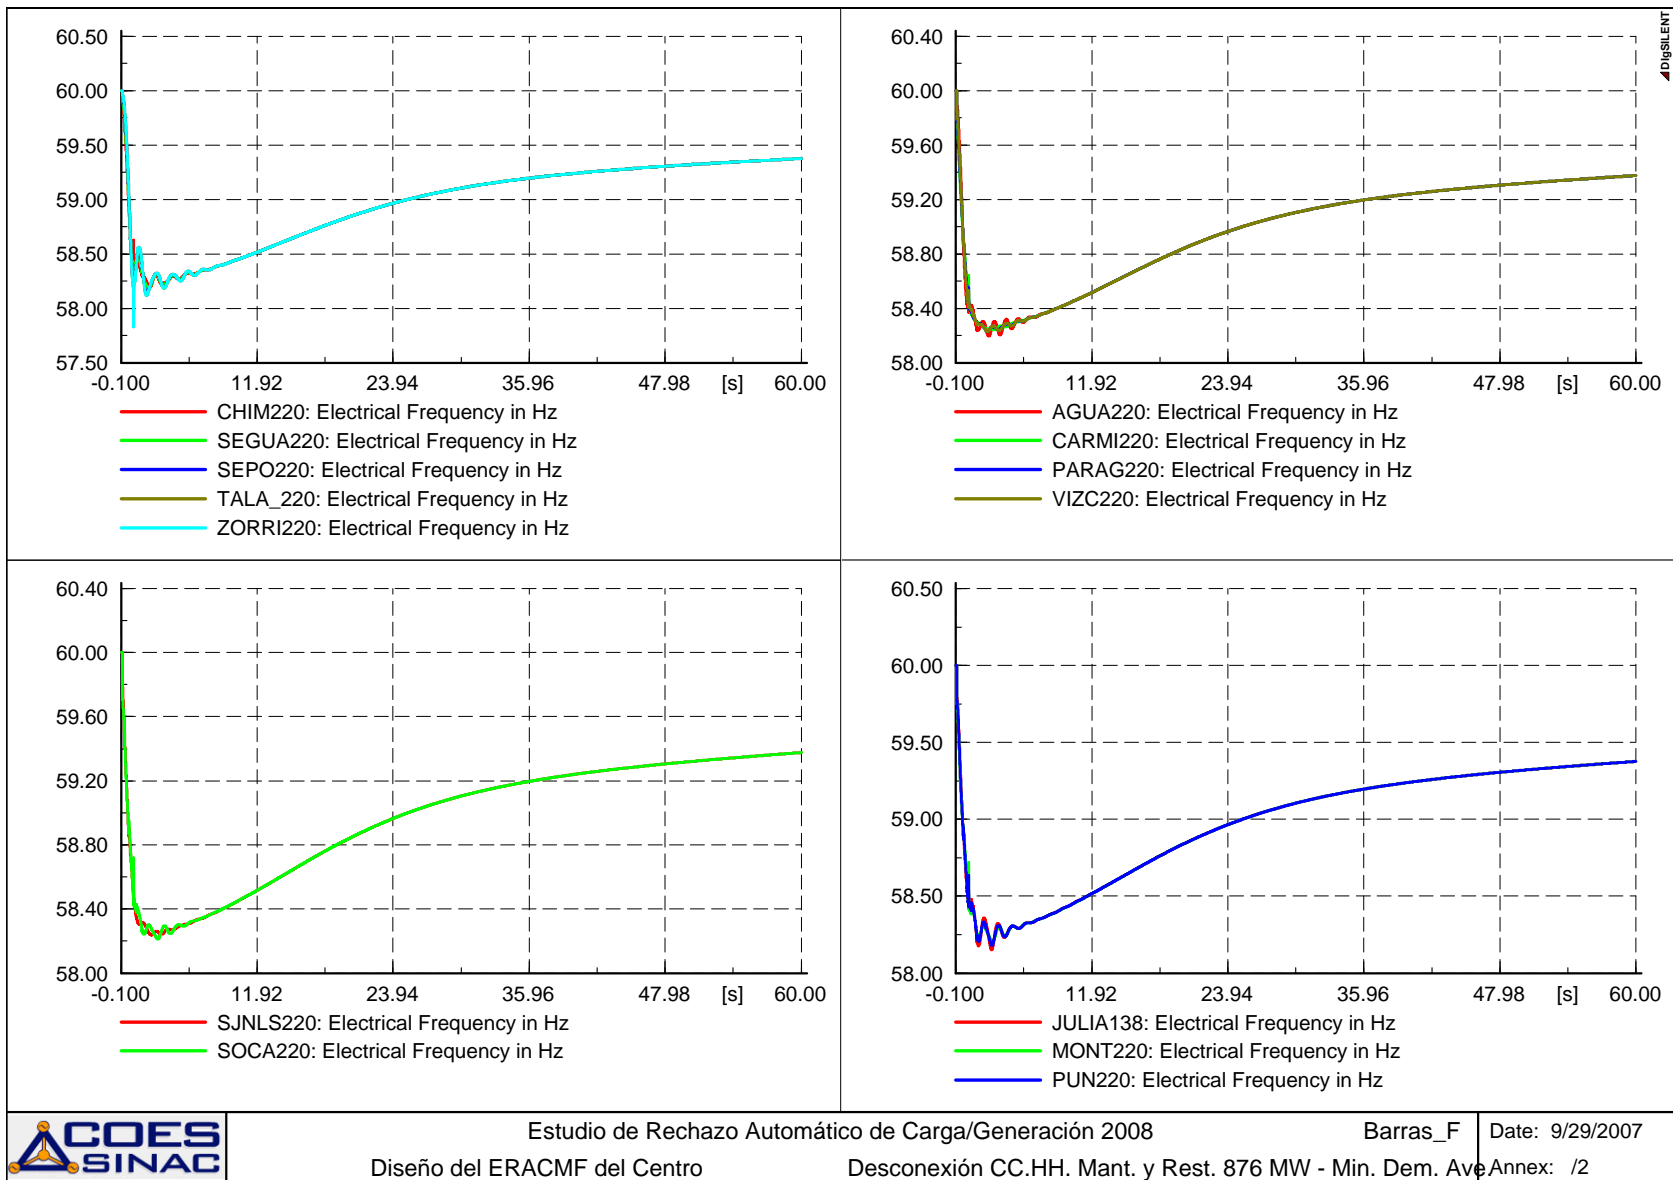 60.50
60.00
59.50
59.00
58.50
58.00
57.50
-0.100
11.92
23.94
35.96
47.98
[s]
60.00
CHIM220: Electrical Frequency in Hz
SEGUA220: Electrical Frequency in Hz
SEPO220: Electrical Frequency in Hz
TALA_220: Electrical Frequency in Hz
ZORRI220: Electrical Frequency in Hz
60.40
60.00
59.60
59.20
58.80
58.40
58.00
-0.100
11.92
23.94
35.96
47.98
[s]
60.00
AGUA220: Electrical Frequency in Hz
CARMI220: Electrical Frequency in Hz
PARAG220: Electrical Frequency in Hz
VIZC220: Electrical Frequency in Hz
DIgSILENT
60.40
60.00
59.60
59.20
58.80
58.40
58.00
-0.100
11.92
23.94
35.96
47.98
[s]
60.00
SJNLS220: Electrical Frequency in Hz
SOCA220: Electrical Frequency in Hz
60.50
60.00
59.50
59.00
58.50
58.00
-0.100
11.92
23.94
35.96
47.98
[s]
60.00
JULIA138: Electrical Frequency in Hz
MONT220: Electrical Frequency in Hz
PUN220: Electrical Frequency in Hz
COES
SINAC
Estudio de Rechazo Automático de Carga/Generación 2008
Barras_F
Diseño del ERACMF del Centro
Desconexión CC.HH. Mant. y Rest. 876 MW - Min. Dem. Ave
Date: 9/29/2007
Annex: /2